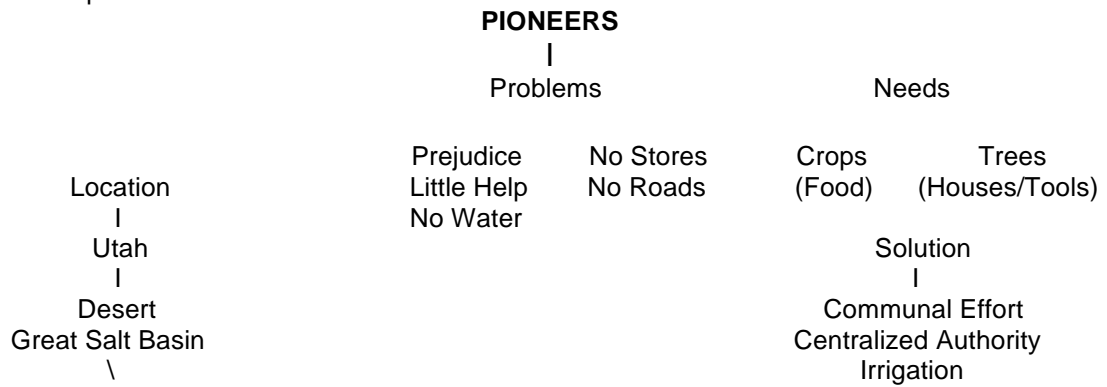 PIONEERS
|
Problems Needs
Prejudice No Stores Crops Trees
Location Little Help No Roads (Food) (Houses/Tools)
I No Water
Utah Solution
I I
Desert Communal Effort
Great Salt Basin Centralized Authority
\ Irrigation